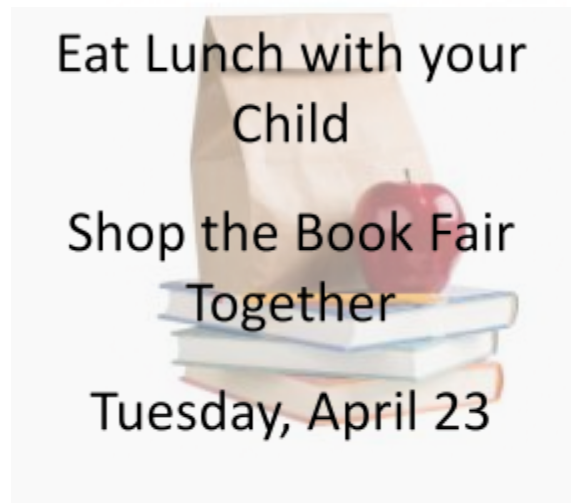 Eat Lunch with your
Child
Shop the Book Fair
Together
Tuesday, April 23